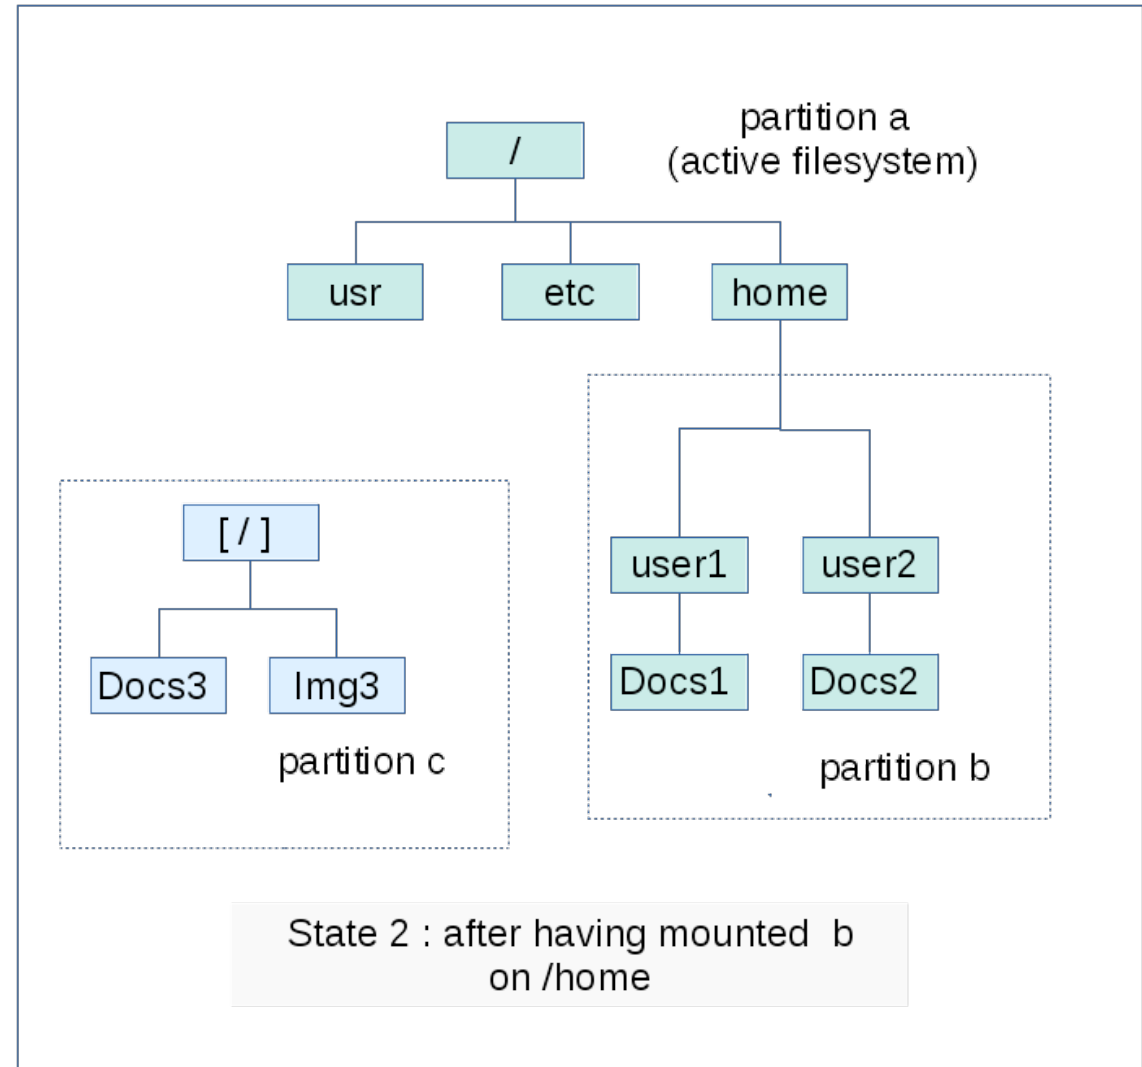 partition a
(active filesystem)
/
usr
etc
home
[ / ]
Docs3
Img3
partition c
user1
user2
Docs1
Docs2
partition b
State 2 : after having mounted  b
on /home